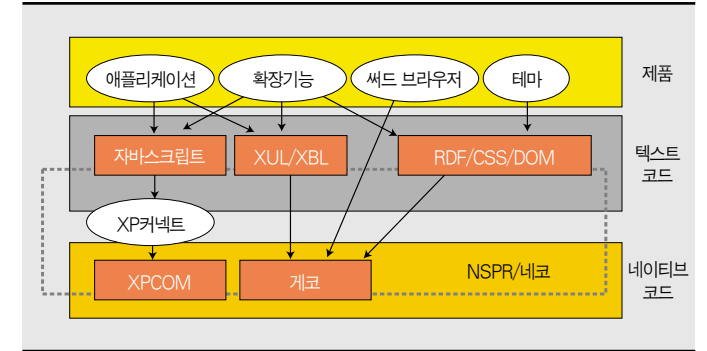 애플리케이션
확장기능
써드 브라우저
테마
제품
자바스크립트
XUL/XBL
RDF/CSS/DOM
텍스트
코드
XP커넥트
XPCOM
게코
NSPR/네코
네이티브
코드